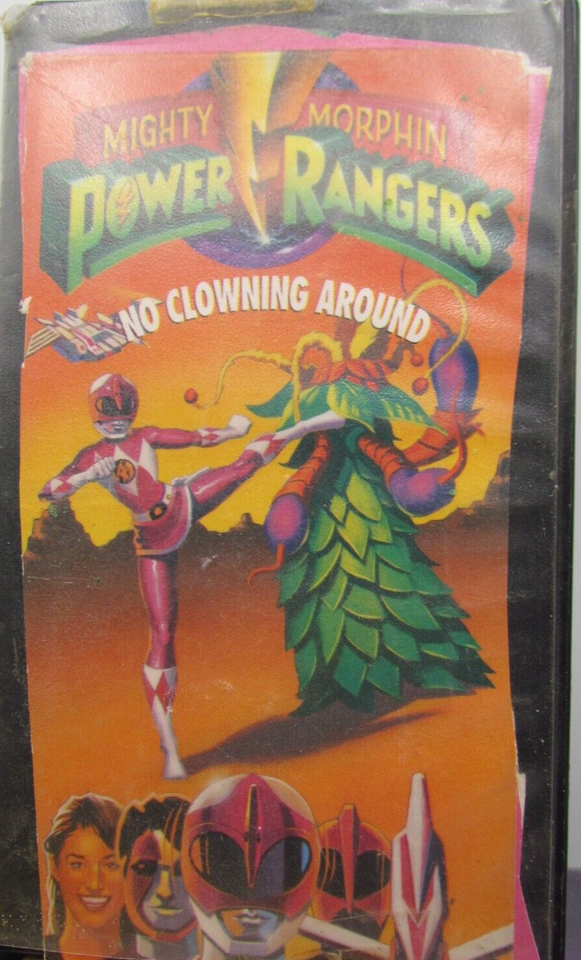 MIGHTY MORPHIN
POWER RANGERS
NO CLOWNING AROUND